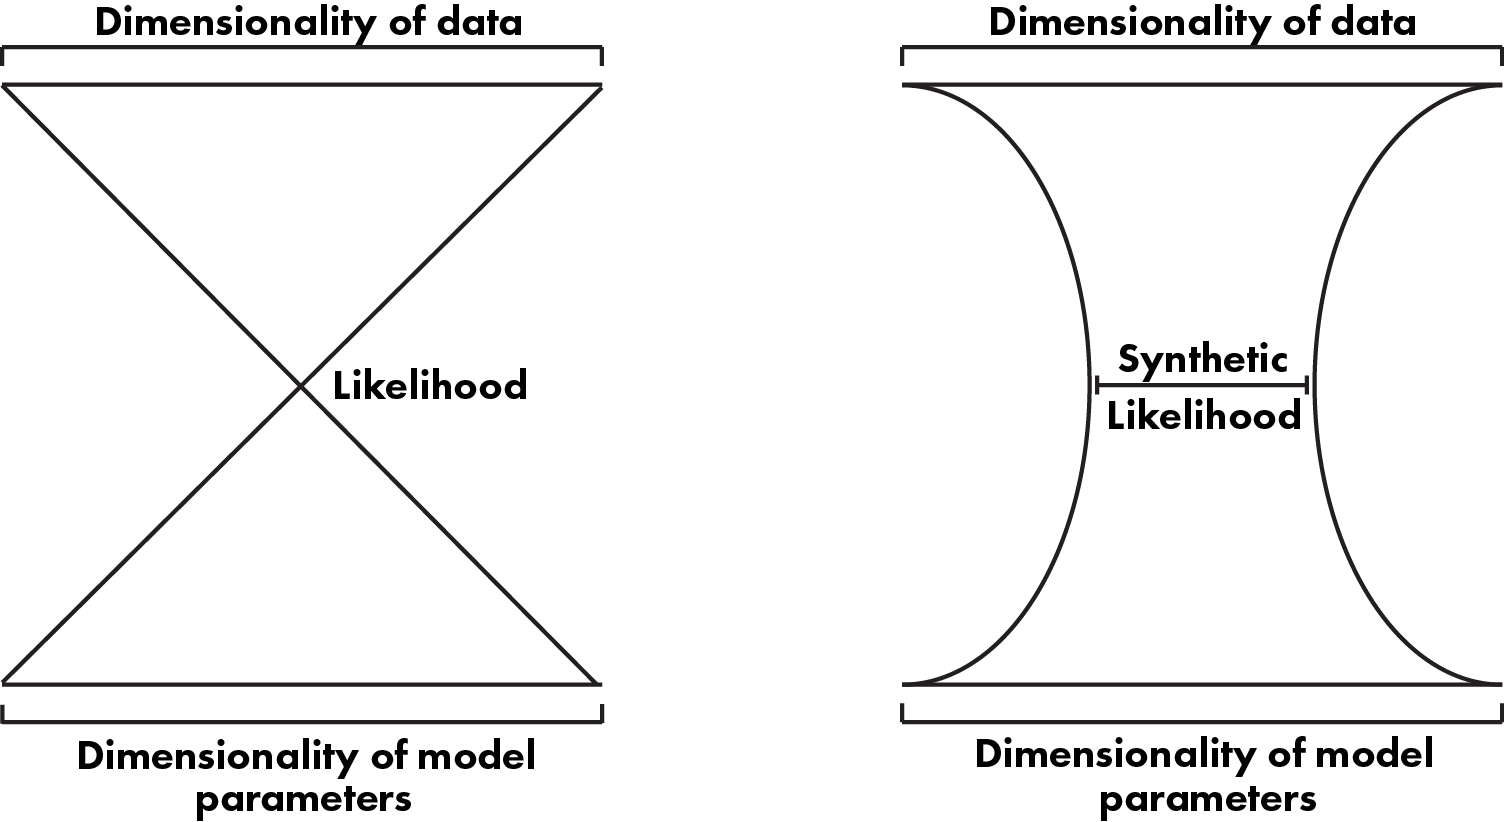 Dimensionality of data
Likelihood
Dimensionality of model
parameters
Dimensionality of data
Synthetic
Likelihood
Dimensionality of model
parameters